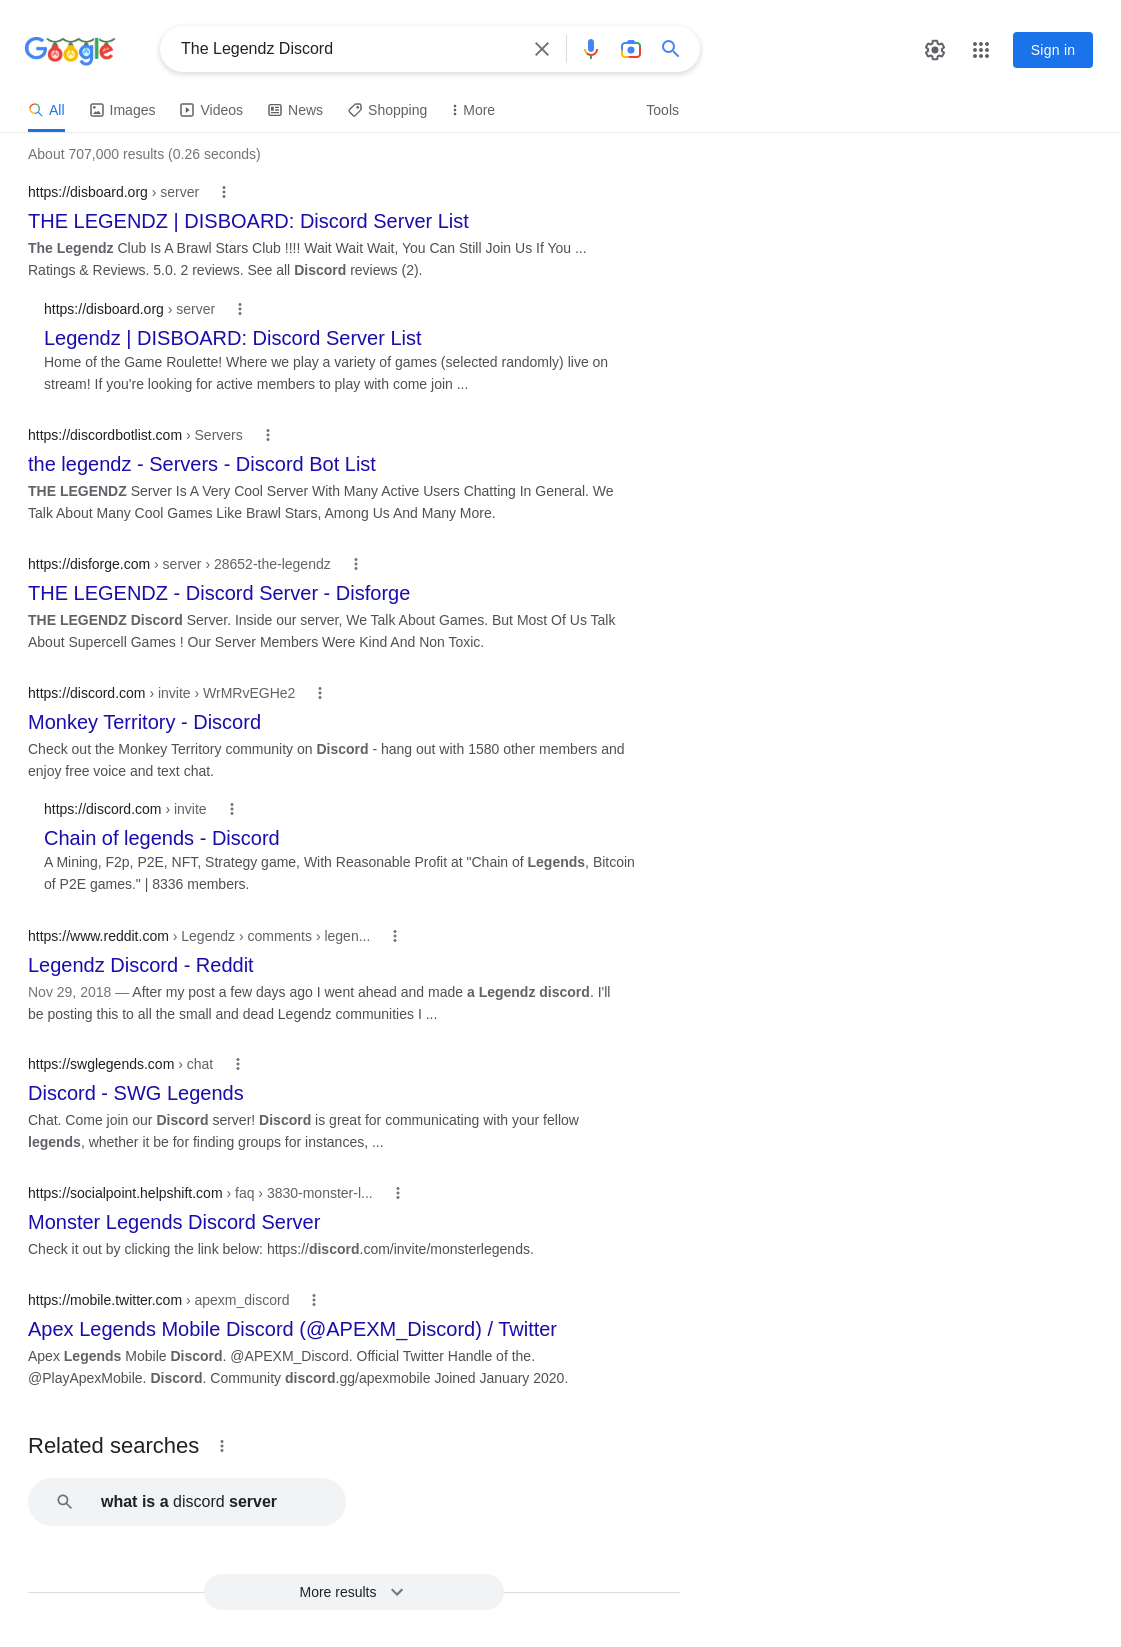 Google
The Legendz Discord
Sign in
All
Images
Videos
News
Shopping
More
Tools
About 707,000 results (0.26 seconds)
https://disboard.org › server
THE LEGENDZ | DISBOARD: Discord Server List
The Legendz Club Is A Brawl Stars Club !!!! Wait Wait Wait, You Can Still Join Us If You ...
Ratings & Reviews. 5.0. 2 reviews. See all Discord reviews (2).
https://disboard.org › server
Legendz | DISBOARD: Discord Server List
Home of the Game Roulette! Where we play a variety of games (selected randomly) live on
stream! If you're looking for active members to play with come join ...
https://discordbotlist.com › Servers
the legendz - Servers - Discord Bot List
THE LEGENDZ Server Is A Very Cool Server With Many Active Users Chatting In General. We
Talk About Many Cool Games Like Brawl Stars, Among Us And Many More.
https://disforge.com › server › 28652-the-legendz
THE LEGENDZ - Discord Server - Disforge
THE LEGENDZ Discord Server. Inside our server, We Talk About Games. But Most Of Us Talk
About Supercell Games ! Our Server Members Were Kind And Non Toxic.
https://discord.com › invite › WrMRvEGHe2
Monkey Territory - Discord
Check out the Monkey Territory community on Discord - hang out with 1580 other members and
enjoy free voice and text chat.
https://discord.com › invite
Chain of legends - Discord
A Mining, F2p, P2E, NFT, Strategy game, With Reasonable Profit at "Chain of Legends, Bitcoin
of P2E games." | 8336 members.
https://www.reddit.com › Legendz › comments › legen...
Legendz Discord - Reddit
Nov 29, 2018 — After my post a few days ago I went ahead and made a Legendz discord. I'll
be posting this to all the small and dead Legendz communities I ...
https://swglegends.com › chat
Discord - SWG Legends
Chat. Come join our Discord server! Discord is great for communicating with your fellow
legends, whether it be for finding groups for instances, ...
https://socialpoint.helpshift.com › faq › 3830-monster-l...
Monster Legends Discord Server
Check it out by clicking the link below: https://discord.com/invite/monsterlegends.
https://mobile.twitter.com › apexm_discord
Apex Legends Mobile Discord (@APEXM_Discord) / Twitter
Apex Legends Mobile Discord. @APEXM_Discord. Official Twitter Handle of the.
@PlayApexMobile. Discord. Community discord.gg/apexmobile Joined January 2020.
Related searches
what is a discord server
More results